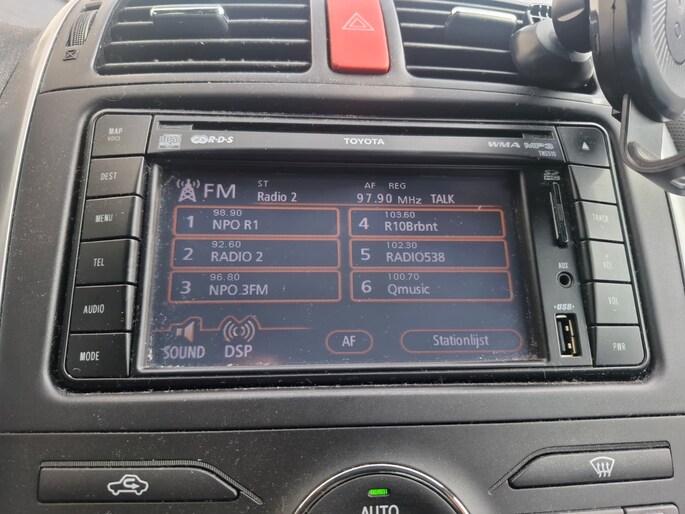 MAP
VOICE
R·D·S
TOYOTA
WMA MP3
TNS510
DEST
MENU
TEL
AUDIO
MODE
FM
ST
Radio 2
AF REG
97.90 MHz TALK
1 98.90 NPO R1
4 103.60 R10Brbnt
2 92.60 RADIO 2
5 102.30 RADIO538
3 96.80 NPO 3FM
6 100.70 Qmusic
SOUND
DSP
AF
Stationlijst
TRACK
AUX
USB
VOL
PWR
AUTO